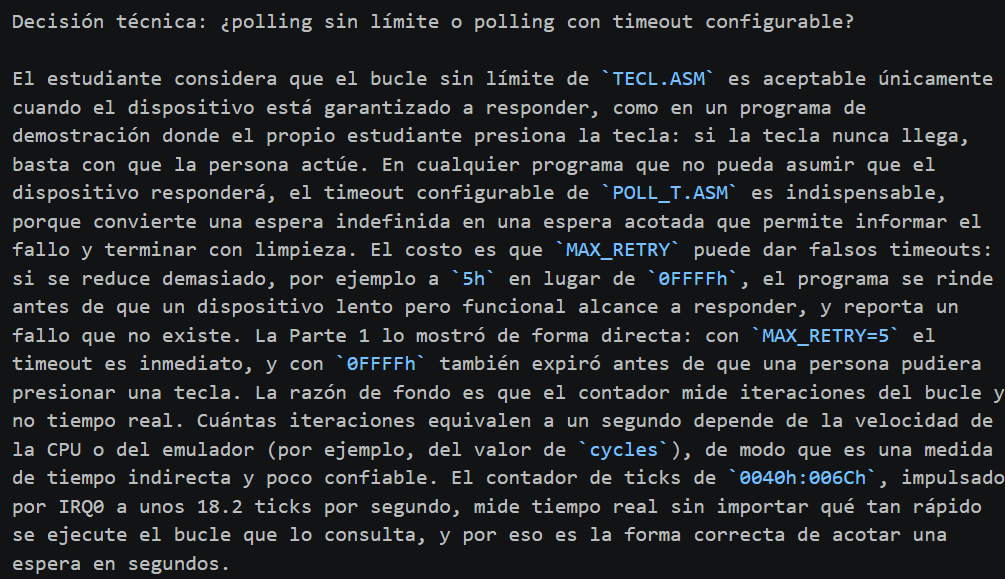 Decisión técnica: ¿polling sin límite o polling con timeout configurable?
El estudiante considera que el bucle sin límite de `TECL.ASM` es aceptable únicamente
cuando el dispositivo está garantizado a responder, como en un programa de
demostración donde el propio estudiante presiona la tecla: si la tecla nunca llega,
basta con que la persona actúe. En cualquier programa que no pueda asumir que el
dispositivo responderá, el timeout configurable de `POLL_T.ASM` es indispensable,
porque convierte una espera indefinida en una espera acotada que permite informar el
fallo y terminar con limpieza. El costo es que `MAX_RETRY` puede dar falsos timeouts:
si se reduce demasiado, por ejemplo a `5h` en lugar de `0FFFFh`, el programa se rinde
antes de que un dispositivo lento pero funcional alcance a responder, y reporta un
fallo que no existe. La Parte 1 lo mostró de forma directa: con `MAX_RETRY=5` el
timeout es inmediato, y con `0FFFFh` también expiró antes de que una persona pudiera
presionar una tecla. La razón de fondo es que el contador mide iteraciones del bucle y
no tiempo real. Cuántas iteraciones equivalen a un segundo depende de la velocidad de
la CPU o del emulador (por ejemplo, del valor de `cycles`), de modo que es una medida
de tiempo indirecta y poco confiable. El contador de ticks de `0040h:006Ch`, impulsado
por IRQ0 a unos 18.2 ticks por segundo, mide tiempo real sin importar qué tan rápido
se ejecute el bucle que lo consulta, y por eso es la forma correcta de acotar una
espera en segundos.